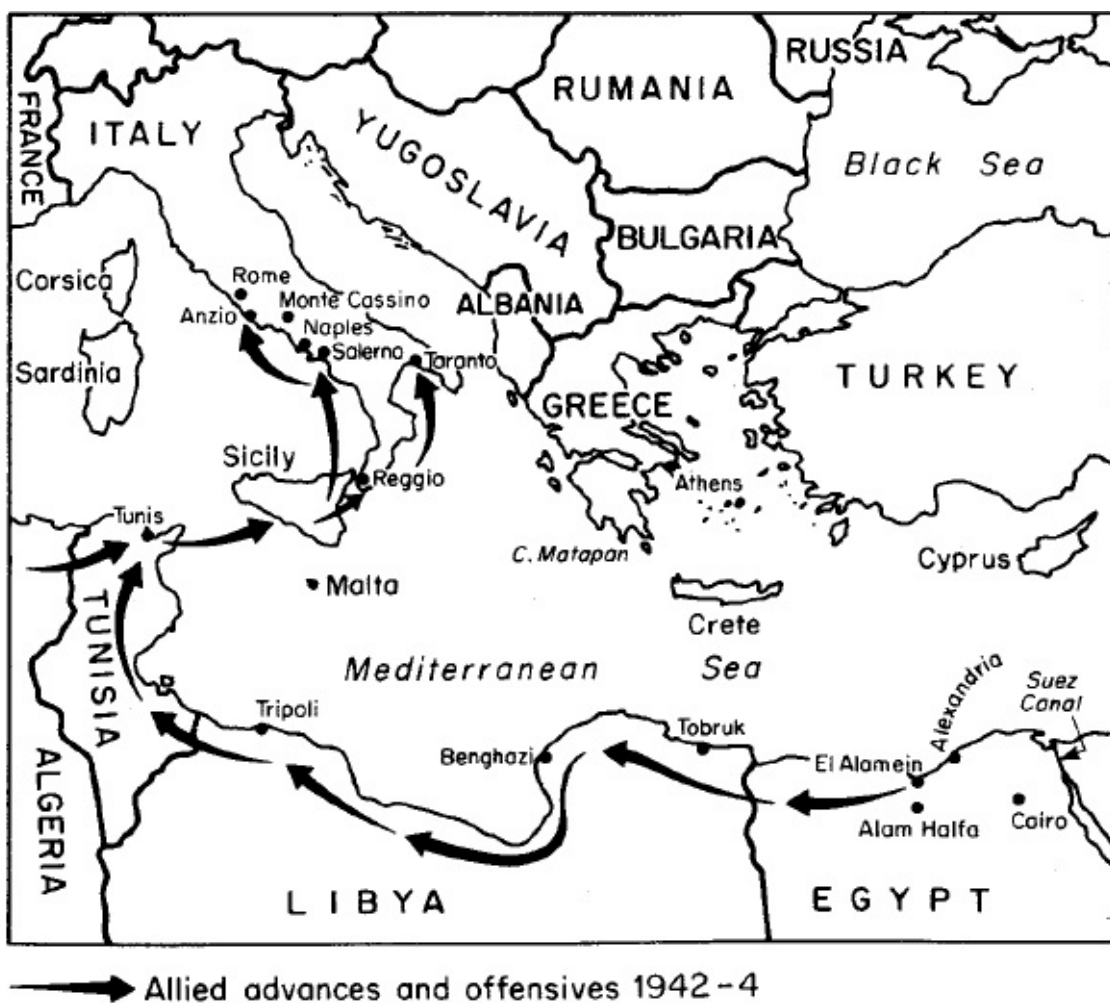 RUSSIA
RUMANIA
FRANCE
ITALY
YUGOSLAVIA
Black Sea
BULGARIA
Corsica
Rome
Monte Cassino
ALBANIA
Anzio
Naples
Salerno
Taranto
Sardinia
TURKEY
GREECE
Sicily
Reggio
Athens
Tunis
C. Matapan
Cyprus
Malta
Crete
TUNISIA
Mediterranean Sea
Alexandria
Suez
Canal
Tripoli
Tobruk
Benghazi
El Alamein
ALGERIA
Alam Halfa
Cairo
LIBYA
EGYPT
Allied advances and offensives 1942-4